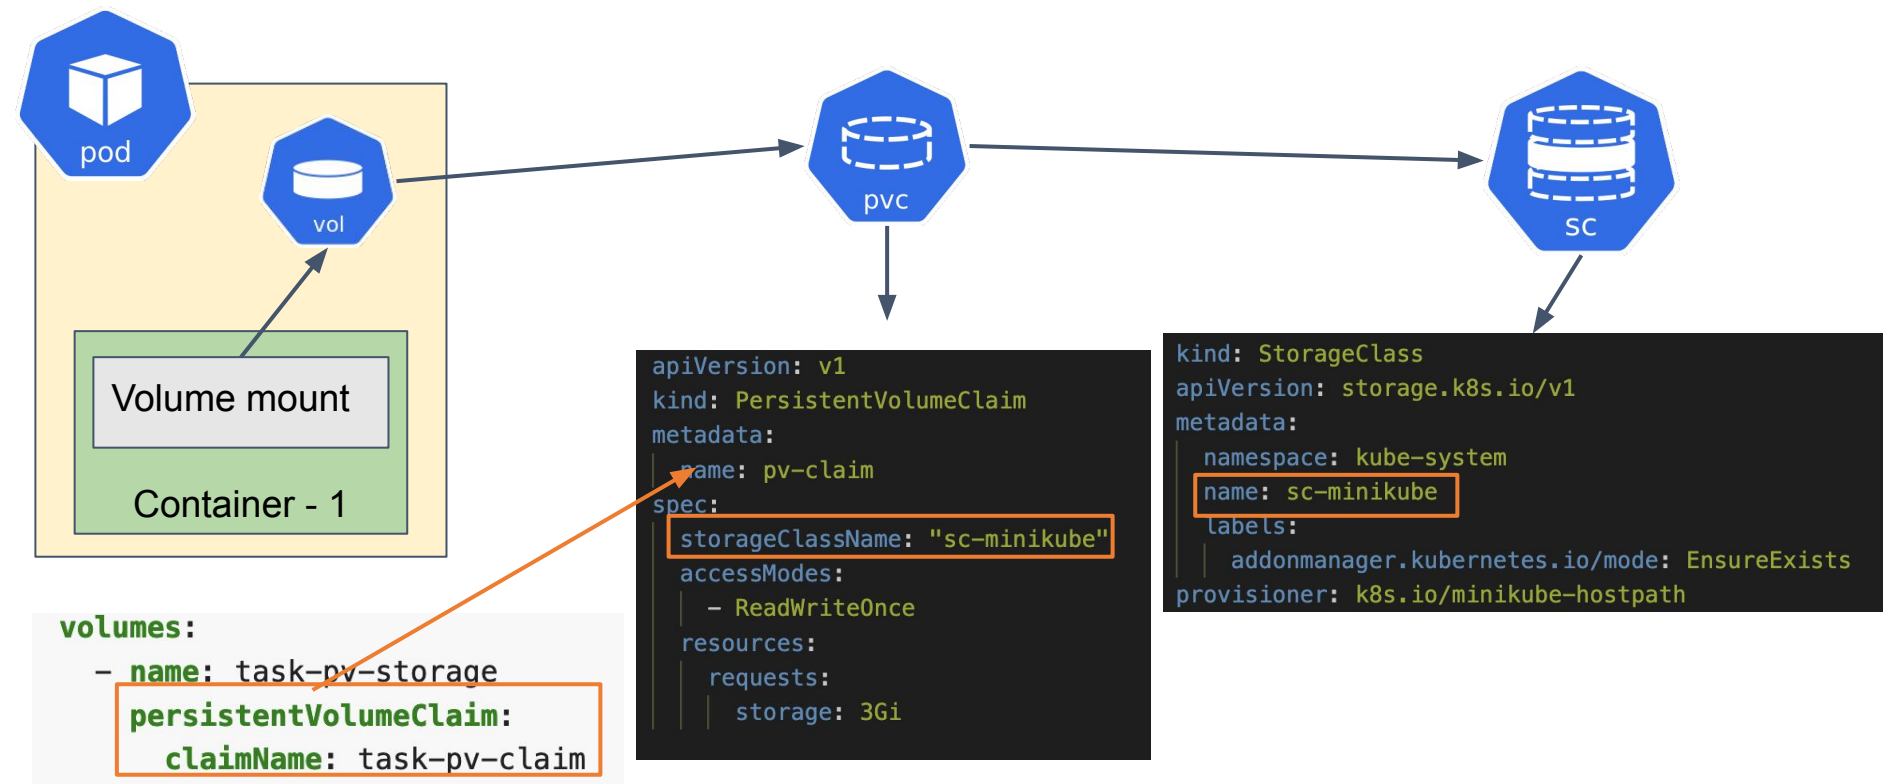 pod
vol
Volume mount
Container - 1
volumes:
- name: task-pv-storage
persistentVolumeClaim:
claimName: task-pv-claim
pvc
apiVersion: v1
kind: PersistentVolumeClaim
metadata:
name: pv-claim
spec:
storageClassName: "sc-minikube"
accessModes:
- ReadWriteOnce
resources:
requests:
storage: 3Gi
sc
kind: StorageClass
apiVersion: storage.k8s.io/v1
metadata:
namespace: kube-system
name: sc-minikube
labels:
addonmanager.kubernetes.io/mode: EnsureExists
provisioner: k8s.io/minikube-hostpath